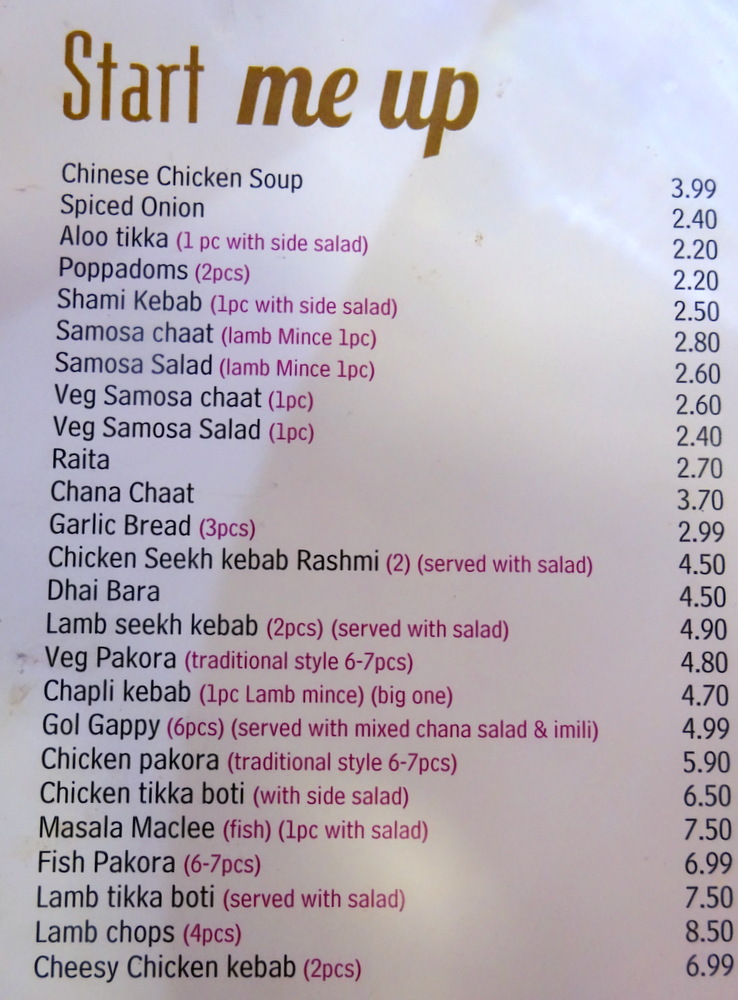 Start me up
Chinese Chicken Soup 3.99
Spiced Onion 2.40
Aloo tikka (1 pc with side salad) 2.20
Poppadoms (2pcs) 2.20
Shami Kebab (1pc with side salad) 2.50
Samosa chaat (lamb Mince 1pc) 2.80
Samosa Salad (lamb Mince 1pc) 2.60
Veg Samosa chaat (1pc) 2.60
Veg Samosa Salad (1pc) 2.40
Raita 2.70
Chana Chaat 3.70
Garlic Bread (3pcs) 2.99
Chicken Seekh kebab Rashmi (2) (served with salad) 4.50
Dhai Bara 4.50
Lamb seekh kebab (2pcs) (served with salad) 4.90
Veg Pakora (traditional style 6-7pcs) 4.80
Chapli kebab (1pc Lamb mince) (big one) 4.70
Gol Gappy (6pcs) (served with mixed chana salad & imili) 4.99
Chicken pakora (traditional style 6-7pcs) 5.90
Chicken tikka boti (with side salad) 6.50
Masala Maclee (fish) (1pc with salad) 7.50
Fish Pakora (6-7pcs) 6.99
Lamb tikka boti (served with salad) 7.50
Lamb chops (4pcs) 8.50
Cheesy Chicken kebab (2pcs) 6.99